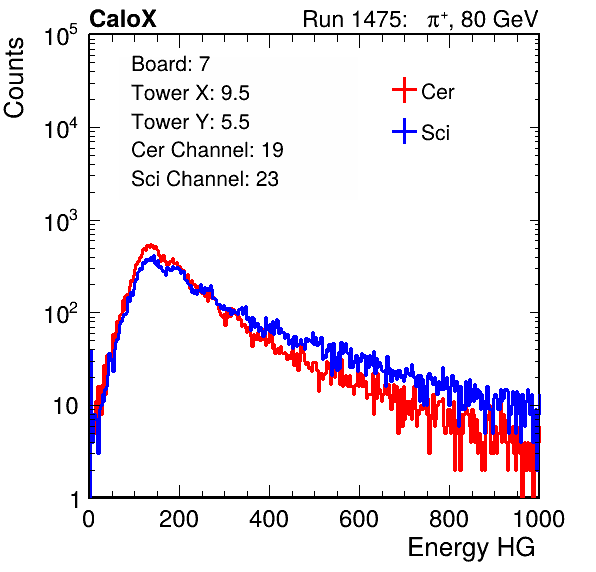 CaloX Run 1475: π⁺, 80 GeV
Board: 7
Tower X: 9.5
Tower Y: 5.5
Cer Channel: 19
Sci Channel: 23
Cer
Sci
Counts
10⁵
10⁴
10³
10²
10
1
0 200 400 600 800 1000
Energy HG